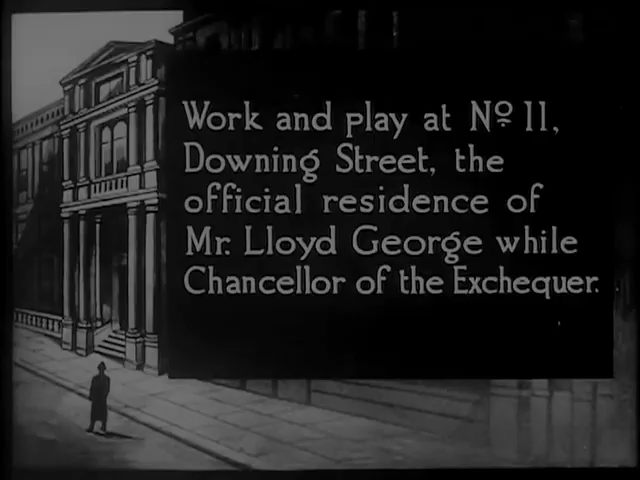 Work and play at Nº 11,
Downing Street, the
official residence of
Mr. Lloyd George while
Chancellor of the Exchequer.